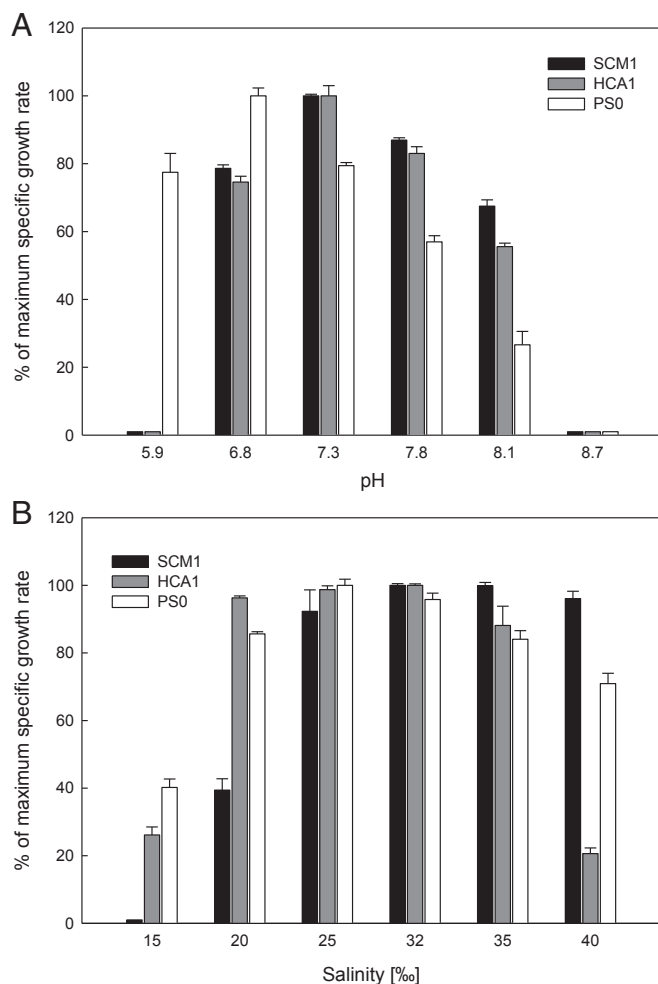 A
120
100
80
60
40
20
0
% of maximum specific growth rate
SCM1
HCA1
PS0
5.9 6.8 7.3 7.8 8.1 8.7
pH
B
120
100
80
60
40
20
0
% of maximum specific growth rate
SCM1
HCA1
PS0
15 20 25 32 35 40
Salinity [‰]